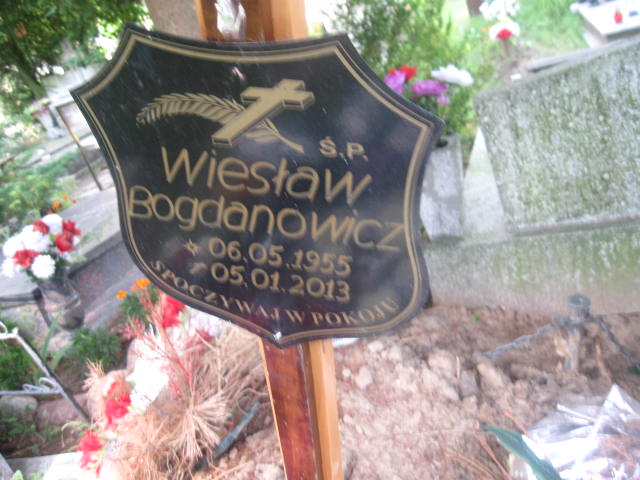 Ś.P.
Wiesław
Bogdanowicz
* 06.05.1955
† 05.01.2013
SPOCZYWAJ W POKOJU